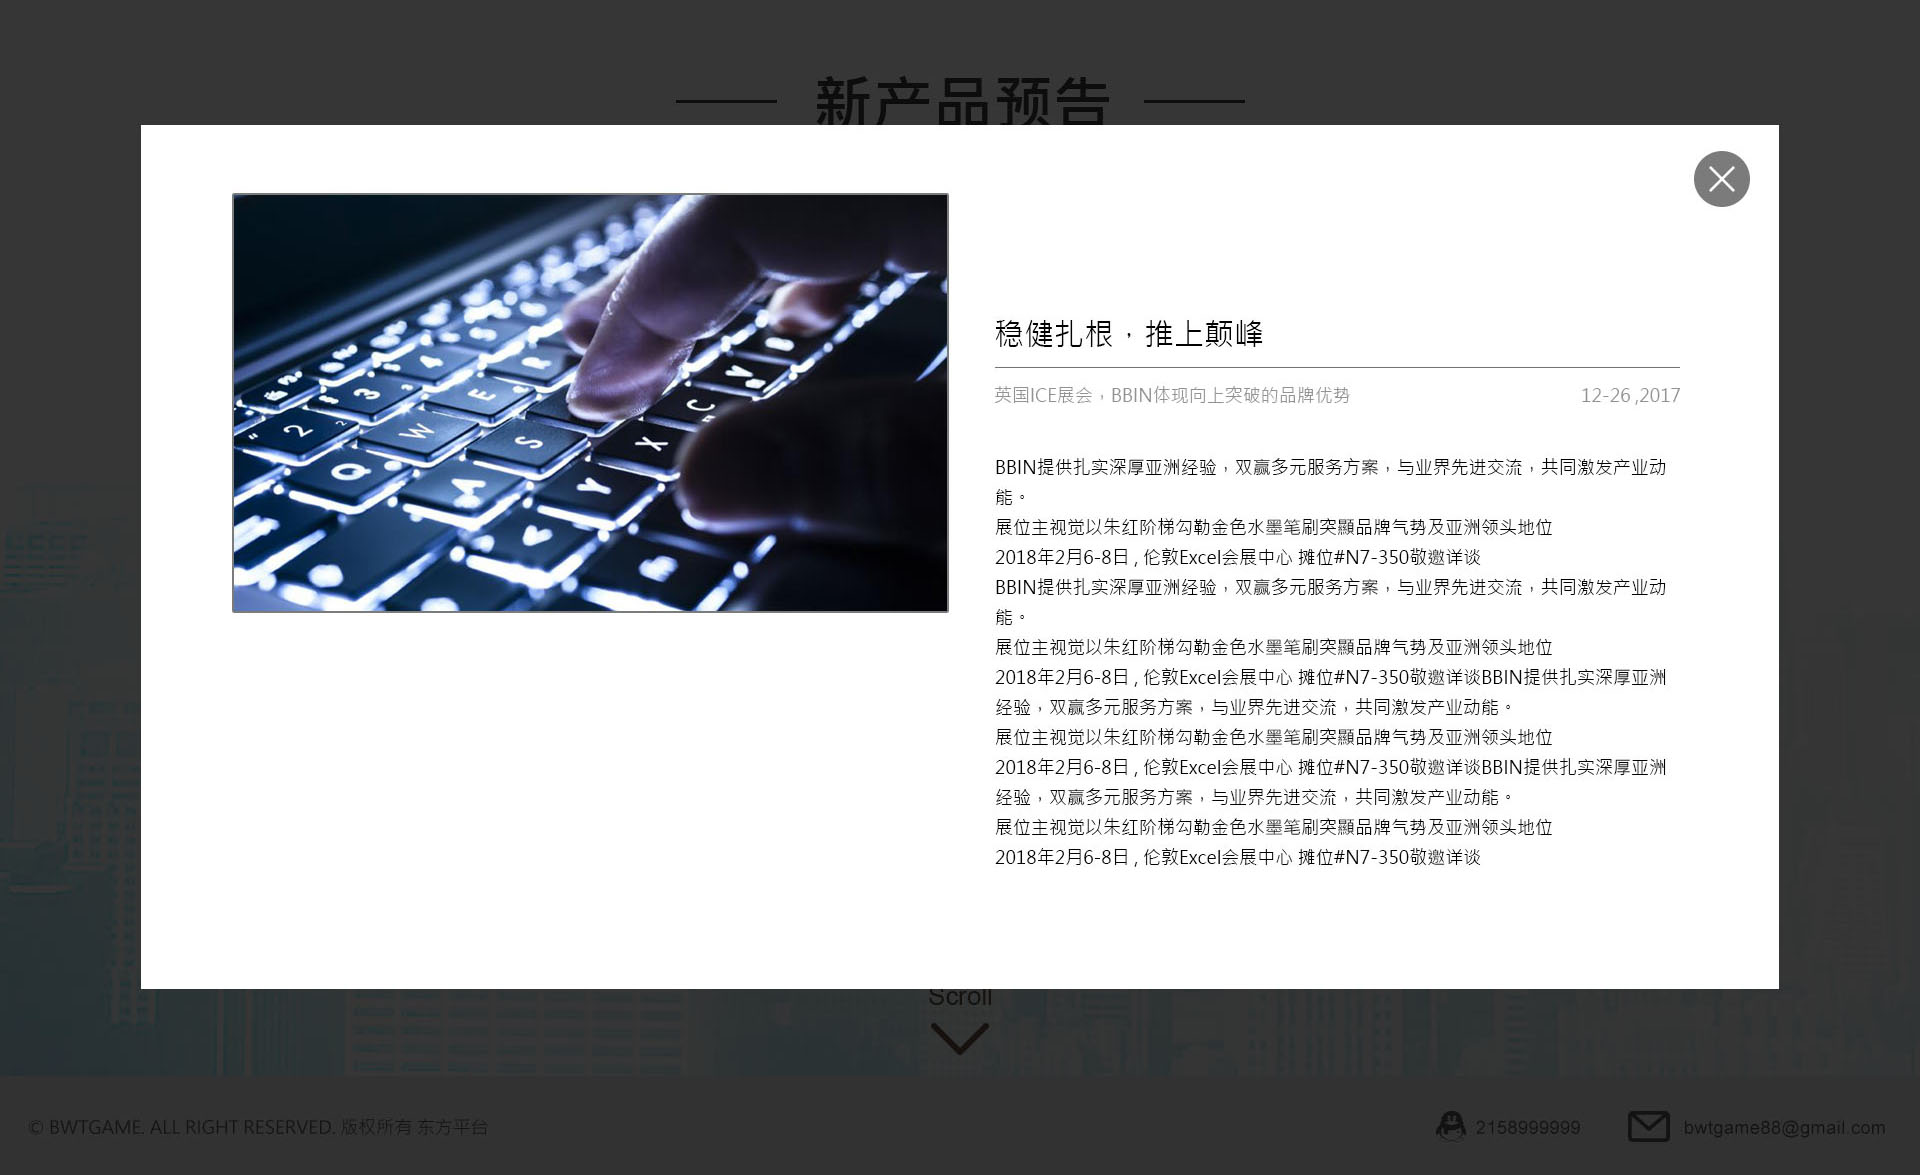 新产品预告
稳健扎根，推上颠峰
英国ICE展会，BBIN体现向上突破的品牌优势
12-26 ,2017
BBIN提供扎实深厚亚洲经验，双赢多元服务方案，与业界先进交流，共同激发产业动
能。
展位主视觉以朱红阶梯勾勒金色水墨笔刷突顯品牌气势及亚洲领头地位
2018年2月6-8日 , 伦敦Excel会展中心 摊位#N7-350敬邀详谈
BBIN提供扎实深厚亚洲经验，双赢多元服务方案，与业界先进交流，共同激发产业动
能。
展位主视觉以朱红阶梯勾勒金色水墨笔刷突顯品牌气势及亚洲领头地位
2018年2月6-8日 , 伦敦Excel会展中心 摊位#N7-350敬邀详谈BBIN提供扎实深厚亚洲
经验，双赢多元服务方案，与业界先进交流，共同激发产业动能。
展位主视觉以朱红阶梯勾勒金色水墨笔刷突顯品牌气势及亚洲领头地位
2018年2月6-8日 , 伦敦Excel会展中心 摊位#N7-350敬邀详谈BBIN提供扎实深厚亚洲
经验，双赢多元服务方案，与业界先进交流，共同激发产业动能。
展位主视觉以朱红阶梯勾勒金色水墨笔刷突顯品牌气势及亚洲领头地位
2018年2月6-8日 , 伦敦Excel会展中心 摊位#N7-350敬邀详谈
Scroll
© BWTGAME. ALL RIGHT RESERVED. 版权所有 东方平台
2158999999
bwtgame88@gmail.com